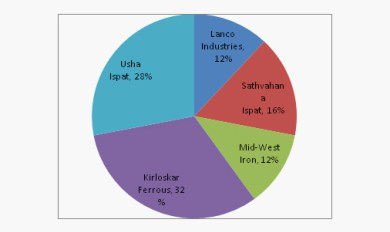 Lanco
Industries,
12%
Sathvahan
a
Ispat, 16%
Mid-West
Iron, 12%
Kirloskar
Ferrous, 32
%
Usha
Ispat, 28%